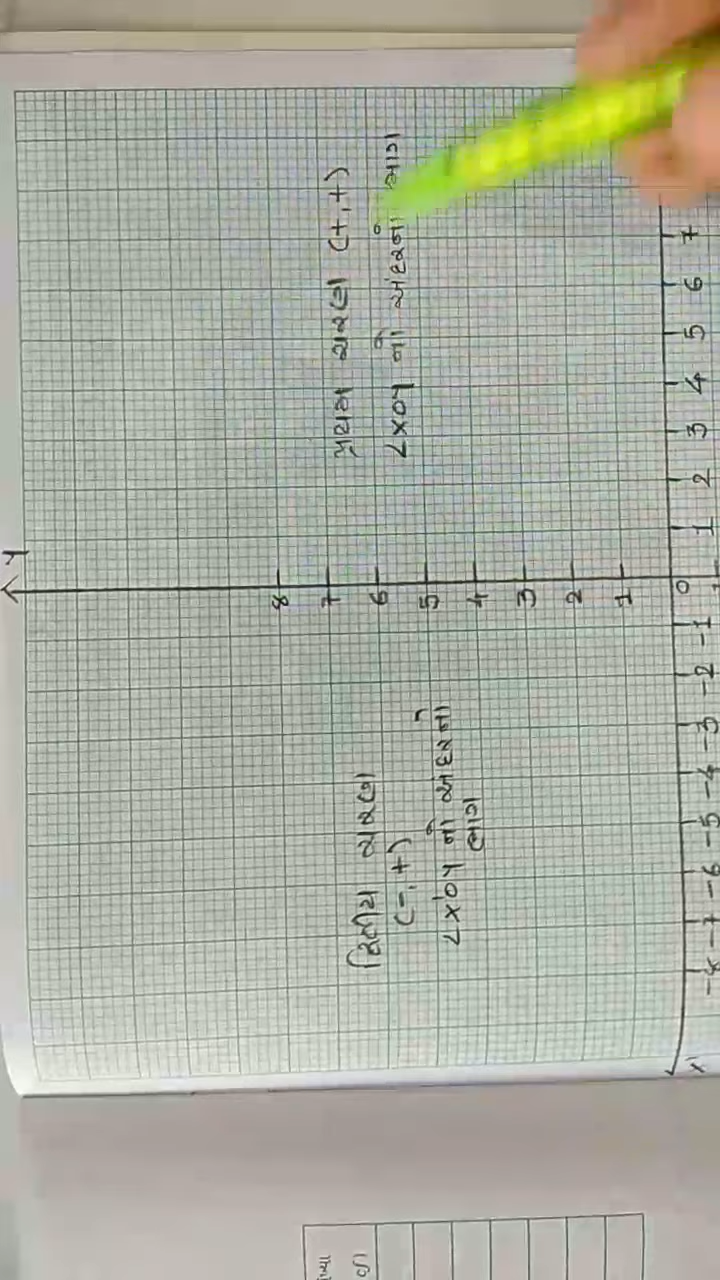 Y
પ્રથમ ચરણ (+,+)
∠XOY નો અંદરનો ભાગ
દ્વિતીય ચરણ
(-,+)
∠X'OY નો અંદરનો
ભાગ
8
7
6
5
4
3
2
1
X' -8 -7 -6 -5 -4 -3 -2 -1 0 1 2 3 4 5 6 7